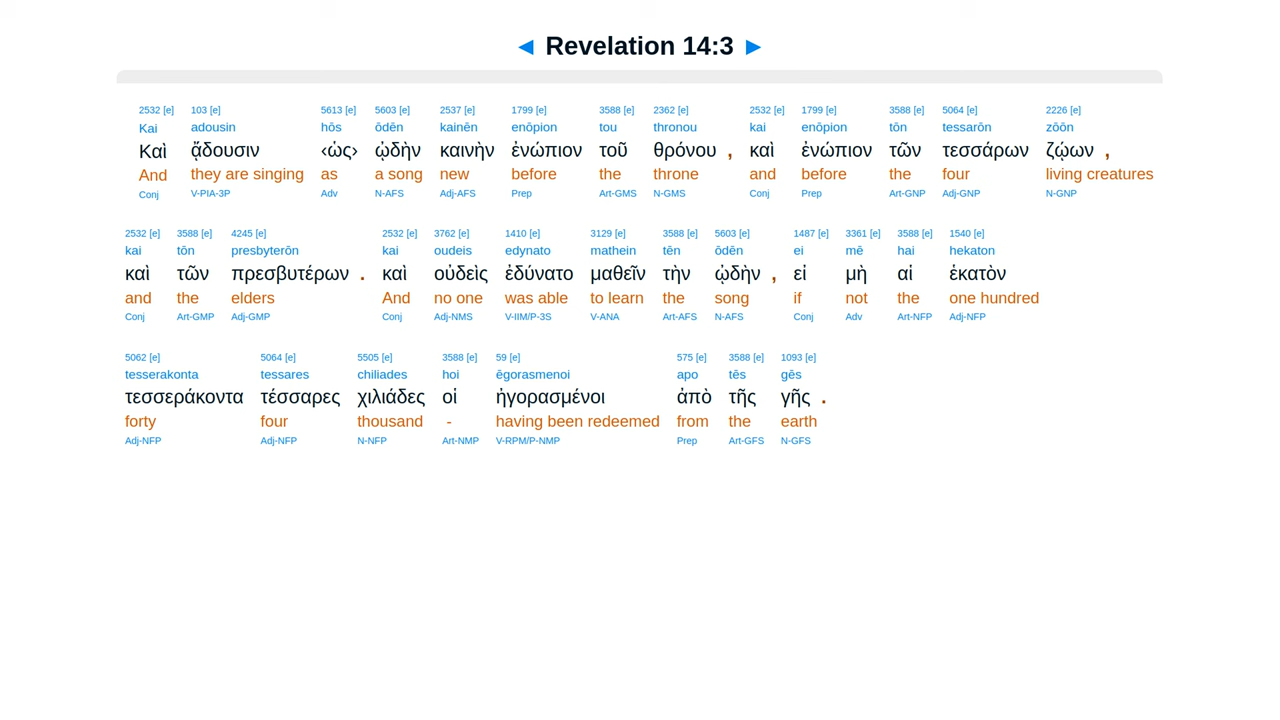 ◄ Revelation 14:3 ►
2532 [e] 103 [e] 5613 [e] 5603 [e] 2537 [e] 1799 [e] 3588 [e] 2362 [e] 2532 [e] 1799 [e] 3588 [e] 5064 [e] 2226 [e]
Kai adousin hōs ōdēn kainēn enōpion tou thronou kai enōpion tōn tessarōn zōōn
Καὶ ᾄδουσιν ‹ὡς› ᾠδὴν καινὴν ἐνώπιον τοῦ θρόνου , καὶ ἐνώπιον τῶν τεσσάρων ζῴων ,
And they are singing as a song new before the throne and before the four living creatures
Conj V-PIA-3P Adv N-AFS Adj-AFS Prep Art-GMS N-GMS Conj Prep Art-GNP Adj-GNP N-GNP
2532 [e] 3588 [e] 4245 [e] 2532 [e] 3762 [e] 1410 [e] 3129 [e] 3588 [e] 5603 [e] 1487 [e] 3361 [e] 3588 [e] 1540 [e]
kai tōn presbyterōn kai oudeis edynato mathein tēn ōdēn ei mē hai hekaton
καὶ τῶν πρεσβυτέρων . καὶ οὐδεὶς ἐδύνατο μαθεῖν τὴν ᾠδὴν , εἰ μὴ αἱ ἑκατὸν
and the elders And no one was able to learn the song if not the one hundred
Conj Art-GMP Adj-GMP Conj Adj-NMS V-IIM/P-3S V-ANA Art-AFS N-AFS Conj Adv Art-NFP Adj-NFP
5062 [e] 5064 [e] 5505 [e] 3588 [e] 59 [e] 575 [e] 3588 [e] 1093 [e]
tesserakonta tessares chiliades hoi ēgorasmenoi apo tēs gēs
τεσσεράκοντα τέσσαρες χιλιάδες οἱ ἠγορασμένοι ἀπὸ τῆς γῆς .
forty four thousand - having been redeemed from the earth
Adj-NFP Adj-NFP N-NFP Art-NMP V-RPM/P-NMP Prep Art-GFS N-GFS